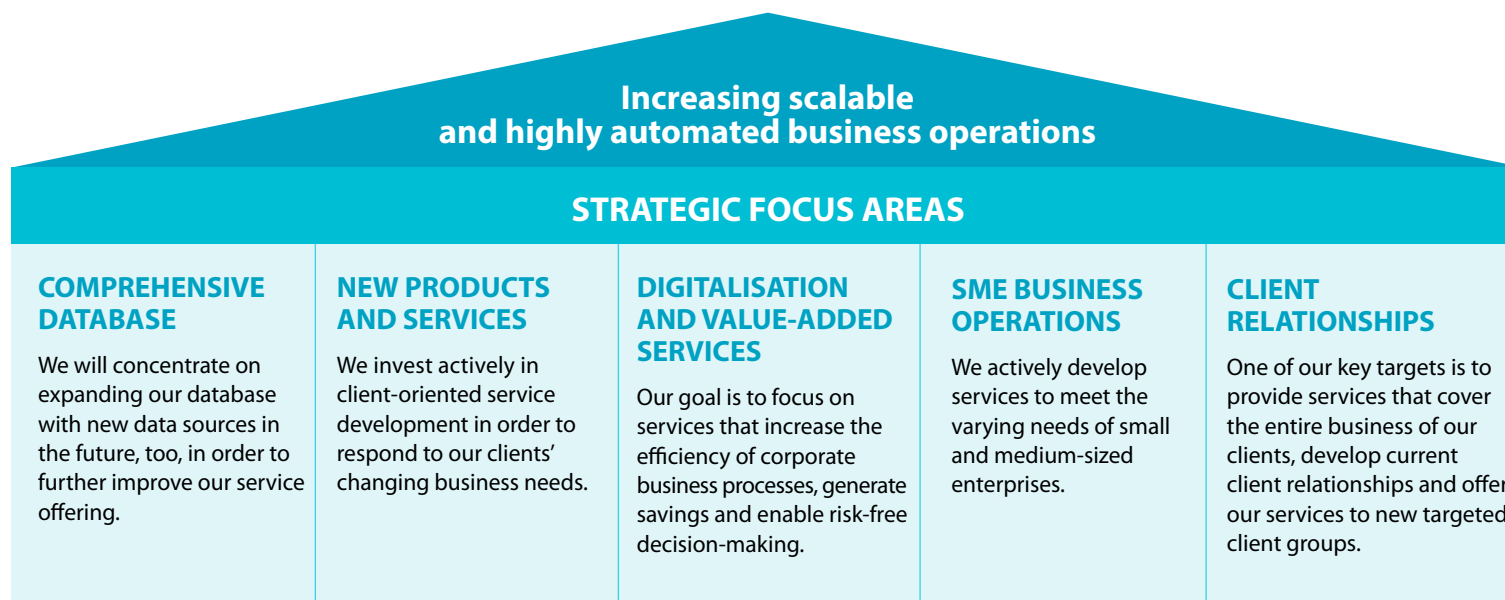 Increasing scalable
and highly automated business operations
STRATEGIC FOCUS AREAS
COMPREHENSIVE
DATABASE
We will concentrate on
expanding our database
with new data sources in
the future, too, in order to
further improve our service
offering.
NEW PRODUCTS
AND SERVICES
We invest actively in
client-oriented service
development in order to
respond to our clients’
changing business needs.
DIGITALISATION
AND VALUE-ADDED
SERVICES
Our goal is to focus on
services that increase the
efficiency of corporate
business processes, generate
savings and enable risk-free
decision-making.
SME BUSINESS
OPERATIONS
We actively develop
services to meet the
varying needs of small
and medium-sized
enterprises.
CLIENT
RELATIONSHIPS
One of our key targets is to
provide services that cover
the entire business of our
clients, develop current
client relationships and offer
our services to new targeted
client groups.